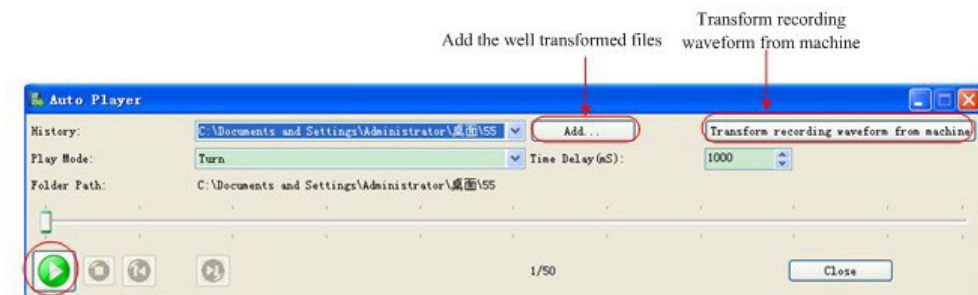 Transform recording
Add the well transformed files waveform from machine
Auto Player
History: C:\Documents and Settings\Administrator\桌面\55 Add... Transform recording waveform from machine
Play Mode: Turn Time Delay(mS): 1000
Folder Path: C:\Documents and Settings\Administrator\桌面\55
1/50 Close